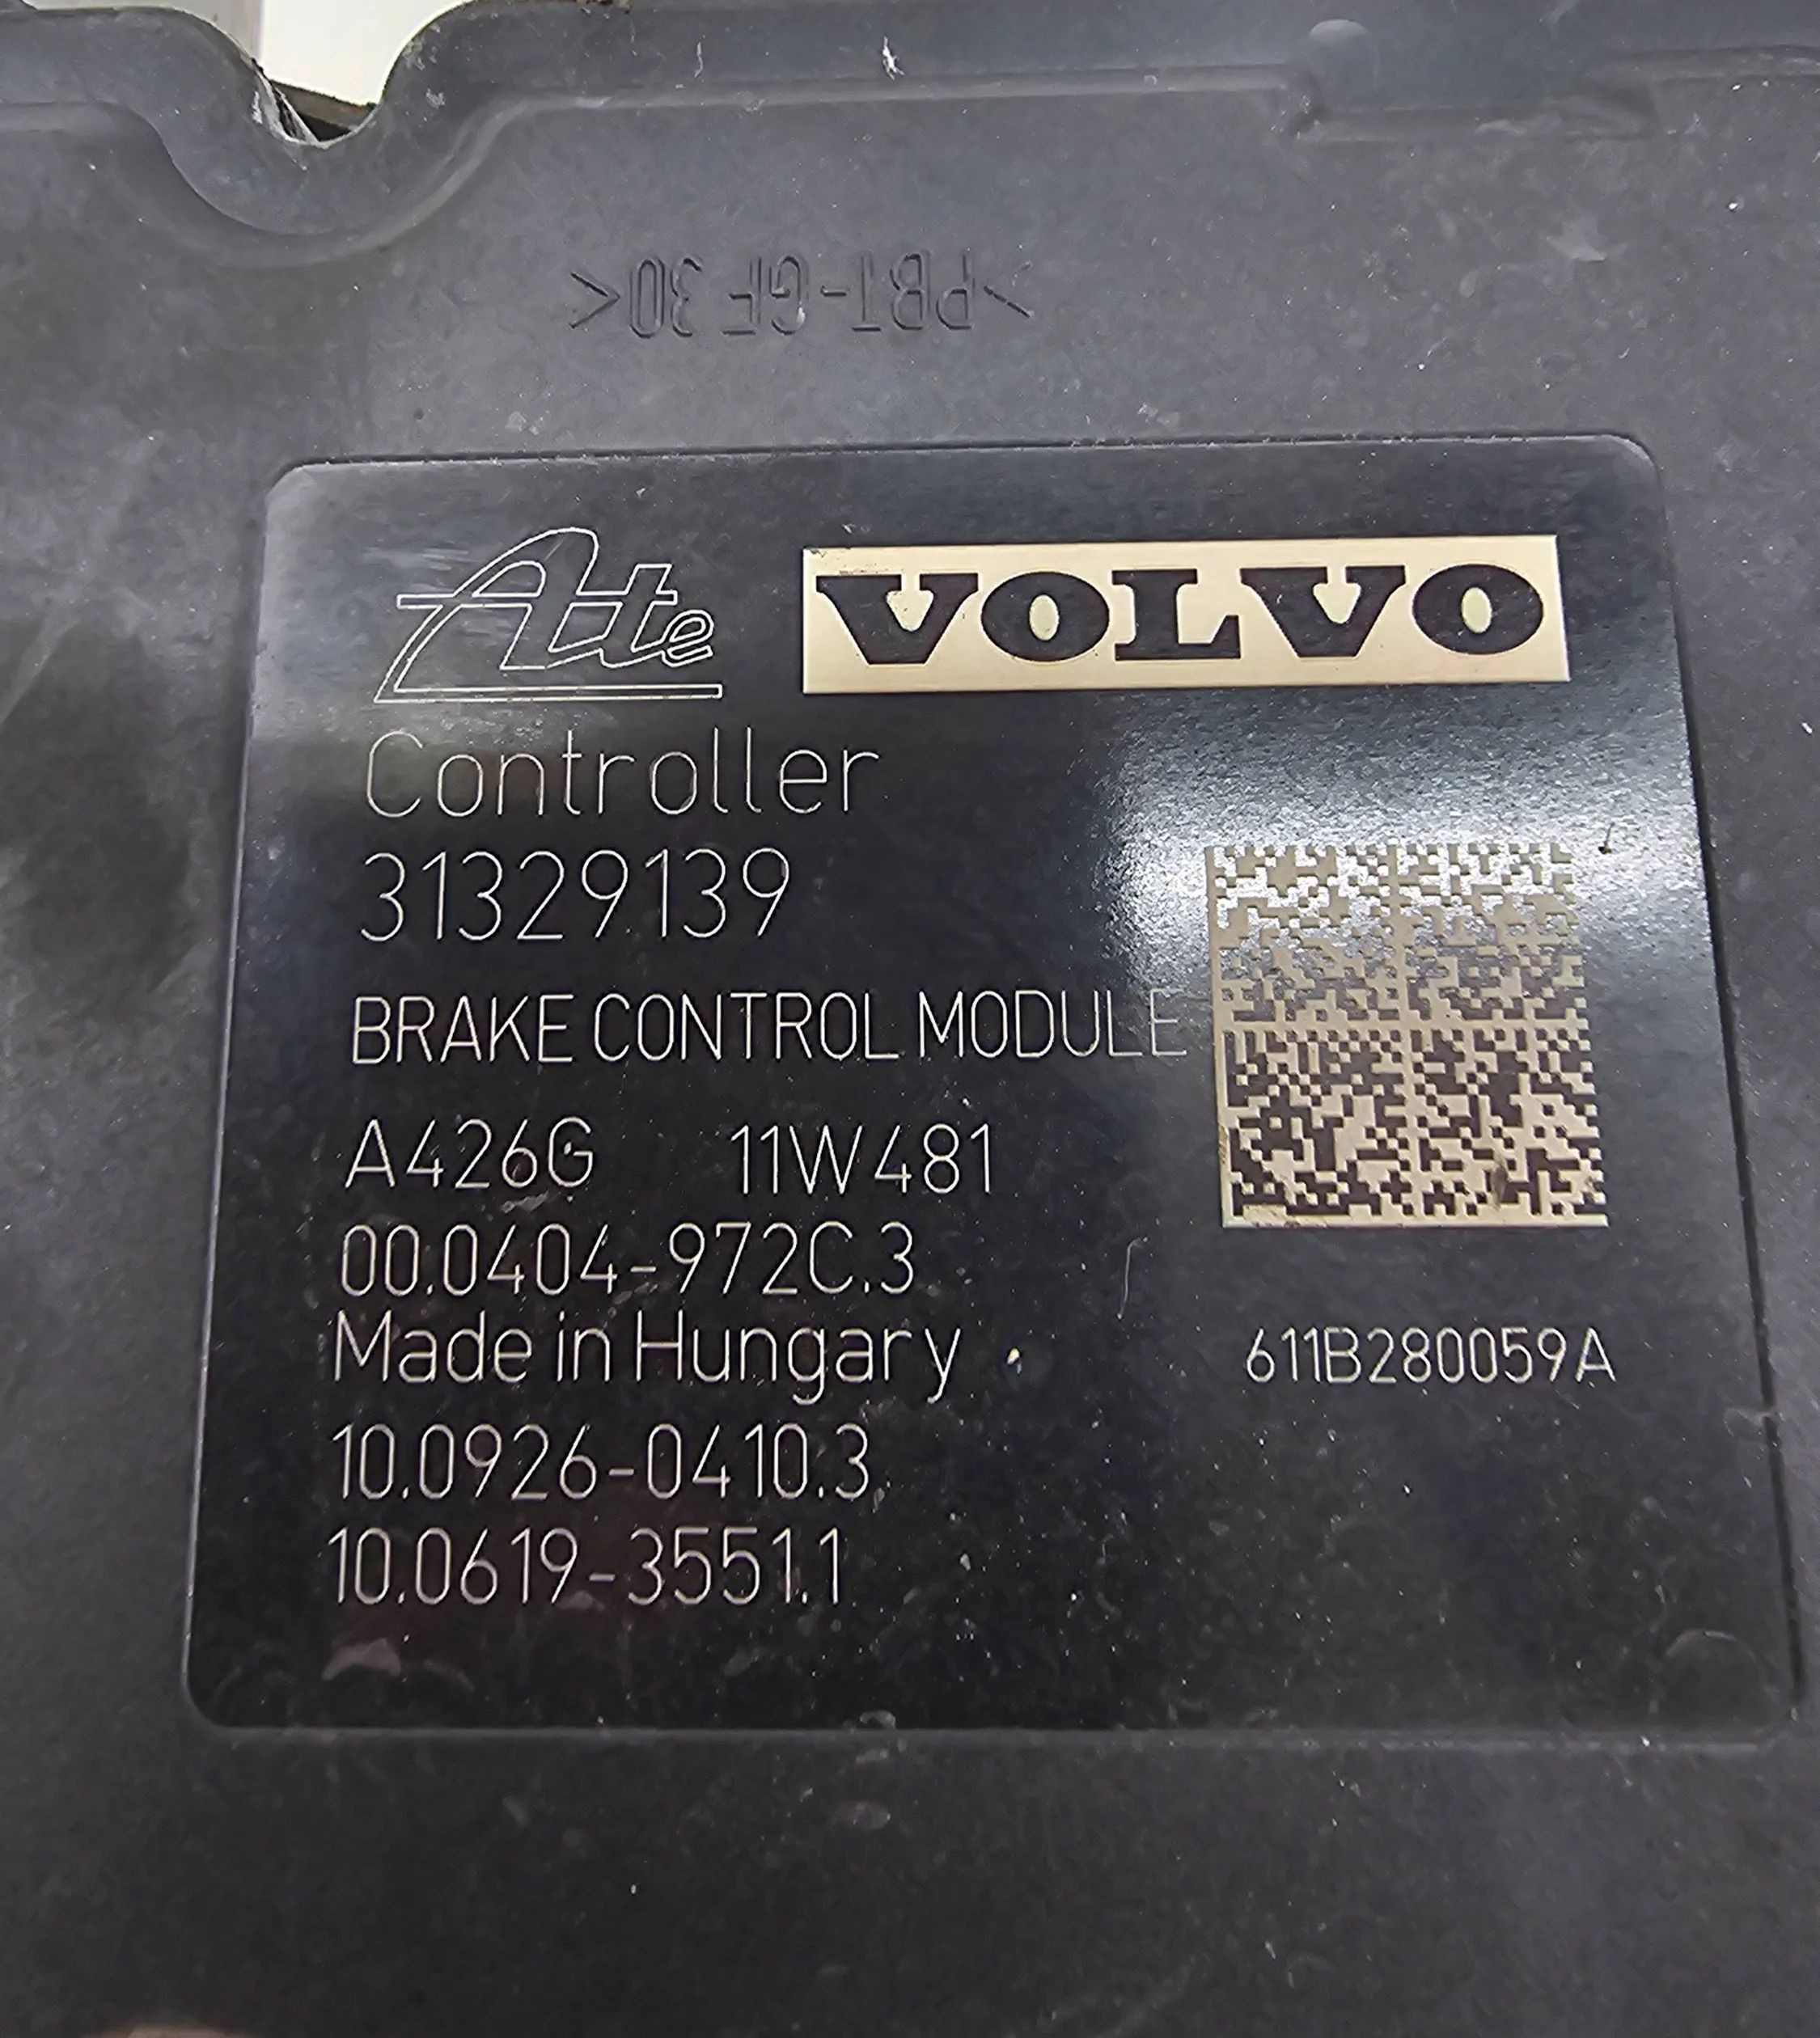 >PBT-GF 30<
Ate VOLVO
Controller
31329139
BRAKE CONTROL MODULE
A426G 11W481
00.0404-972C.3
Made in Hungary 611B280059A
10.0926-0410.3
10.0619-3551.1